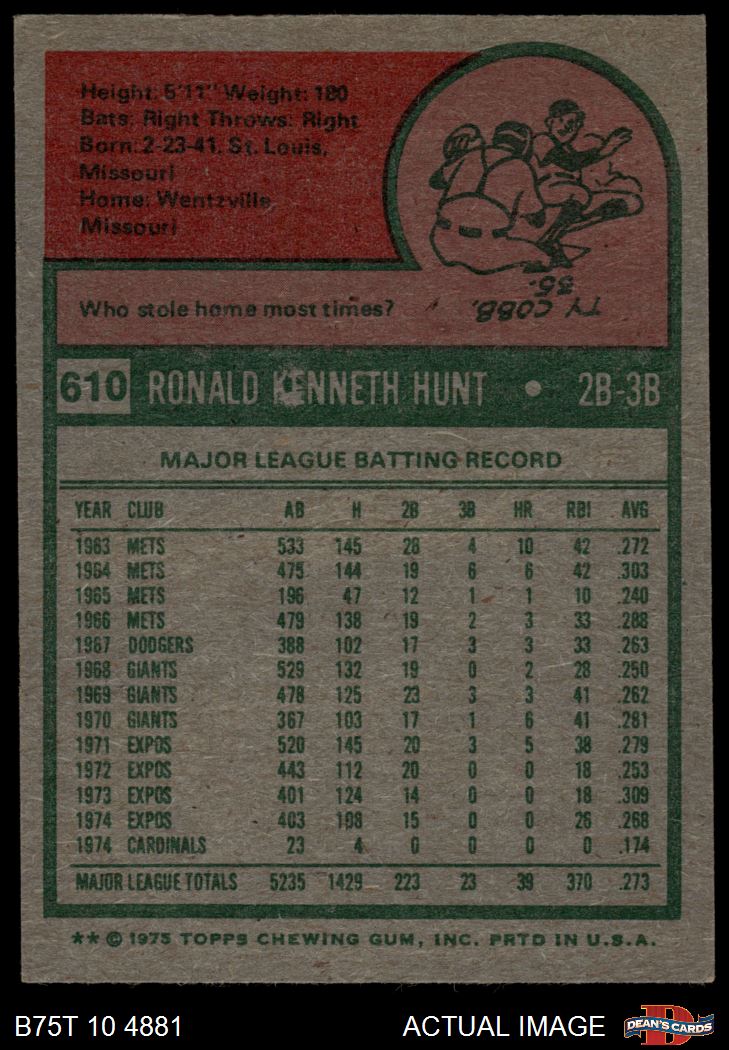 Height: 5'11" Weight: 180
Bats: Right Throws: Right
Born: 2-23-41, St. Louis,
Missouri
Home: Wentzville,
Missouri
Who stole home most times?
TY COBB,
35.
610 RONALD KENNETH HUNT • 2B-3B
MAJOR LEAGUE BATTING RECORD
YEAR CLUB AB H 2B 3B HR RBI AVG
1963 METS 533 145 28 4 10 42 .272
1964 METS 475 144 19 6 6 42 .303
1965 METS 196 47 12 1 1 10 .240
1966 METS 479 138 19 2 3 33 .288
1967 DODGERS 388 102 17 3 3 33 .263
1968 GIANTS 529 132 19 0 2 28 .250
1969 GIANTS 478 125 23 3 3 41 .262
1970 GIANTS 367 103 17 1 6 41 .281
1971 EXPOS 520 145 20 3 5 38 .279
1972 EXPOS 443 112 20 0 0 18 .253
1973 EXPOS 401 124 14 0 0 18 .309
1974 EXPOS 403 108 15 0 0 26 .268
1974 CARDINALS 23 4 0 0 0 0 .174
MAJOR LEAGUE TOTALS 5235 1429 223 23 39 370 .273
** © 1975 TOPPS CHEWING GUM, INC. PRTD IN U.S.A.
B75T 10 4881 ACTUAL IMAGE
D
DEAN'S CARDS